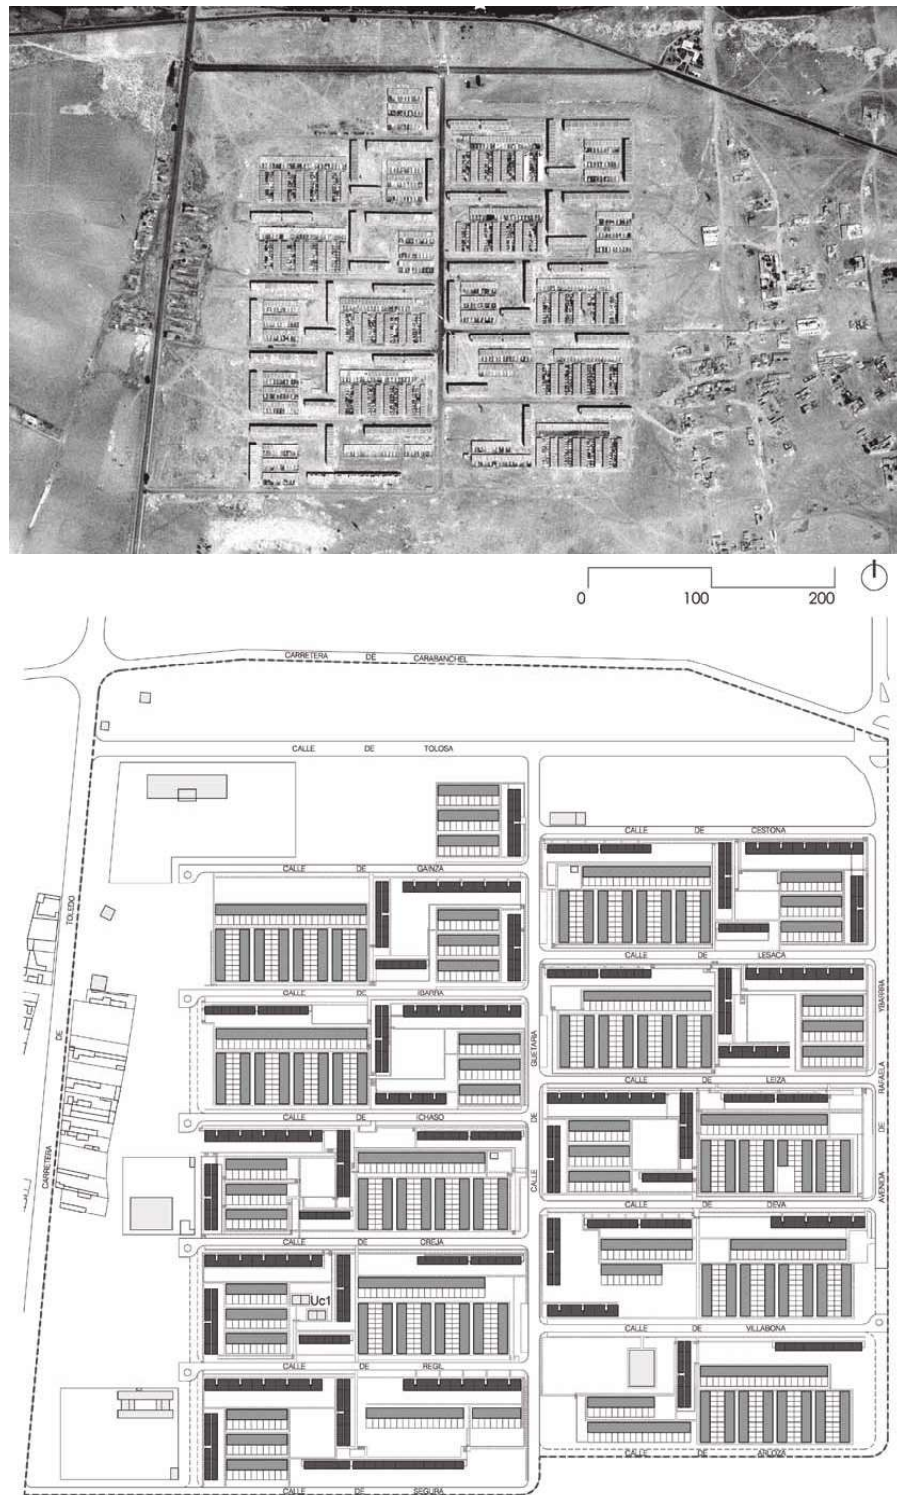 0 100 200
CARRETERA DE CARABANCHEL
CALLE DE TOLOSA
CALLE DE CESTONA
CALLE DE GAINZA
CALLE DE LESACA
CALLE DE IBARRA
CALLE DE LEIZA
CALLE DE ICHASO
CALLE DE DEVA
CALLE DE OREJA
Uc1
CALLE DE VILLABONA
CALLE DE REGIL
CALLE DE ARLOZA
CALLE DE SEGURA
CARRETERA DE TOLEDO
CALLE DE GUETARIA
AVENIDA DE RAFAELA YBARRA